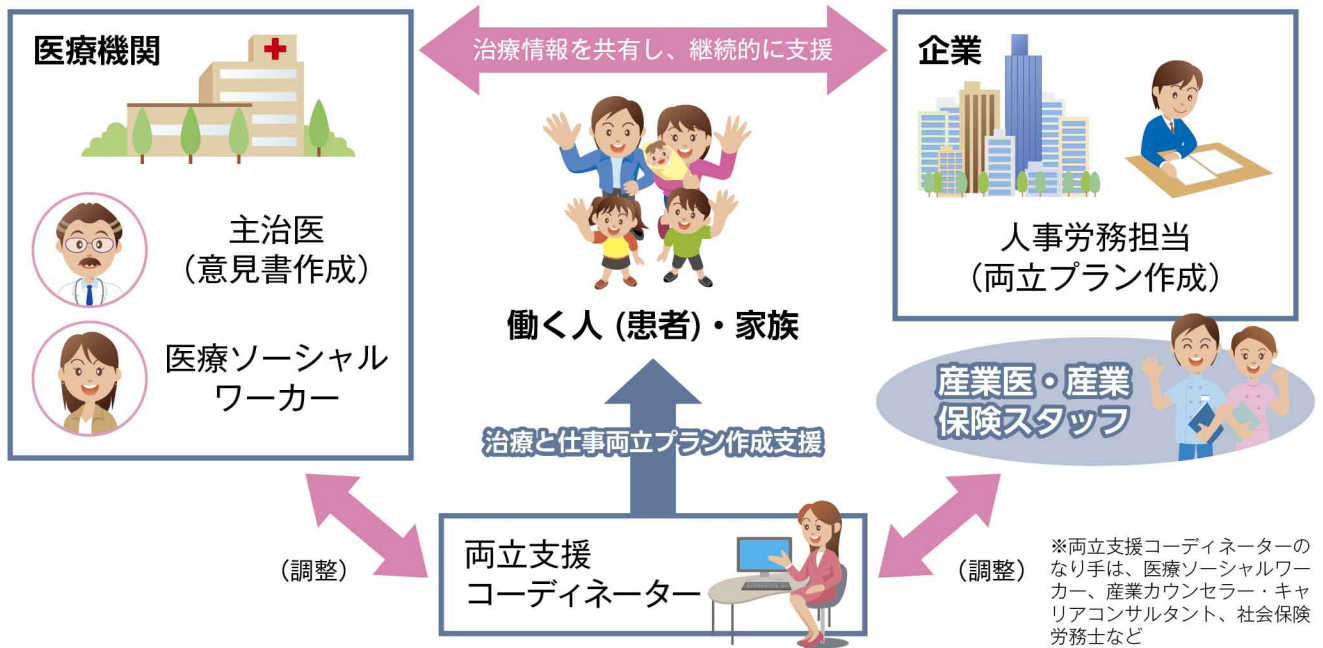 医療機関
主治医
（意見書作成）
医療ソーシャル
ワーカー
治療情報を共有し、継続的に支援
働く人 (患者)・家族
企業
人事労務担当
（両立プラン作成）
産業医・産業
保険スタッフ
治療と仕事両立プラン作成支援
（調整）
両立支援
コーディネーター
（調整）
※両立支援コーディネーターの
なり手は、医療ソーシャルワー
カー、産業カウンセラー・キャ
リアコンサルタント、社会保険
労務士など